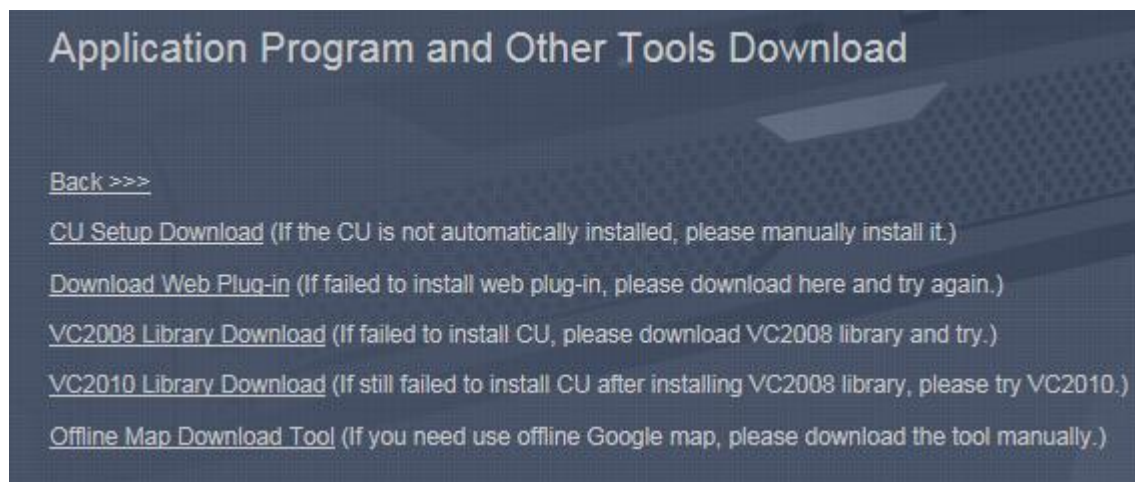 Application Program and Other Tools Download
Back >>>
CU Setup Download (If the CU is not automatically installed, please manually install it.)
Download Web Plug-in (If failed to install web plug-in, please download here and try again.)
VC2008 Library Download (If failed to install CU, please download VC2008 library and try.)
VC2010 Library Download (If still failed to install CU after installing VC2008 library, please try VC2010.)
Offline Map Download Tool (If you need use offline Google map, please download the tool manually.)